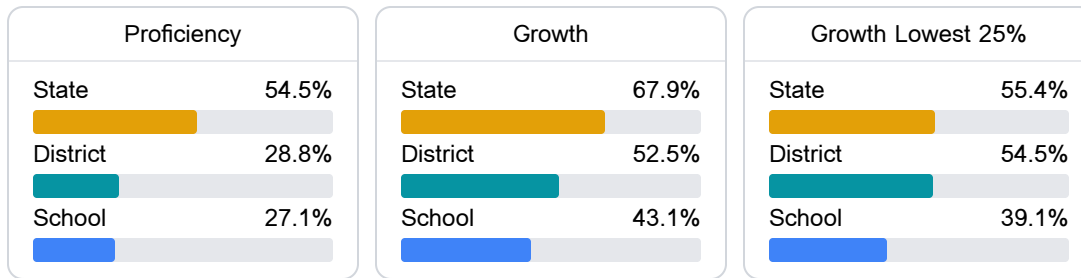 Proficiency
State 54.5%
District 28.8%
School 27.1%
Growth
State 67.9%
District 52.5%
School 43.1%
Growth Lowest 25%
State 55.4%
District 54.5%
School 39.1%